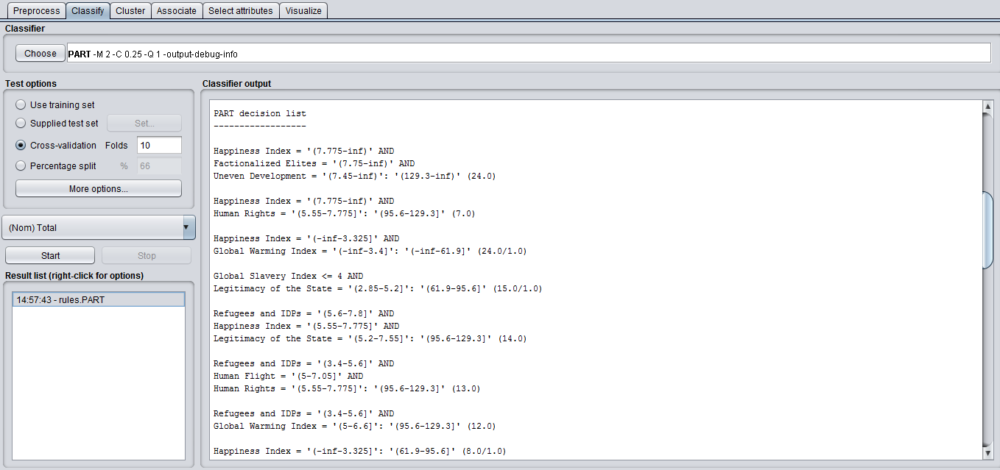 Preprocess Classify Cluster Associate Select attributes Visualize
Classifier
Choose PART -M 2 -C 0.25 -Q 1 -output-debug-info
Test options
Use training set
Supplied test set Set...
Cross-validation Folds 10
Percentage split % 66
More options...
(Nom) Total
Start Stop
Result list (right-click for options)
14:57:43 - rules.PART
Classifier output
PART decision list
------------------
Happiness Index = '(7.775-inf)' AND
Factionalized Elites = '(7.75-inf)' AND
Uneven Development = '(7.45-inf)': '(129.3-inf)' (24.0)
Happiness Index = '(7.775-inf)' AND
Human Rights = '(5.55-7.775]': '(95.6-129.3]' (7.0)
Happiness Index = '(-inf-3.325]' AND
Global Warming Index = '(-inf-3.4]': '(-inf-61.9]' (24.0/1.0)
Global Slavery Index <= 4 AND
Legitimacy of the State = '(2.85-5.2]': '(61.9-95.6]' (15.0/1.0)
Refugees and IDPs = '(5.6-7.8]' AND
Happiness Index = '(5.55-7.775]' AND
Legitimacy of the State = '(5.2-7.55]': '(95.6-129.3]' (14.0)
Refugees and IDPs = '(3.4-5.6]' AND
Human Flight = '(5-7.05]' AND
Human Rights = '(5.55-7.775]': '(95.6-129.3]' (13.0)
Refugees and IDPs = '(3.4-5.6]' AND
Global Warming Index = '(5-6.6]': '(95.6-129.3]' (12.0)
Happiness Index = '(-inf-3.325]': '(61.9-95.6]' (8.0/1.0)